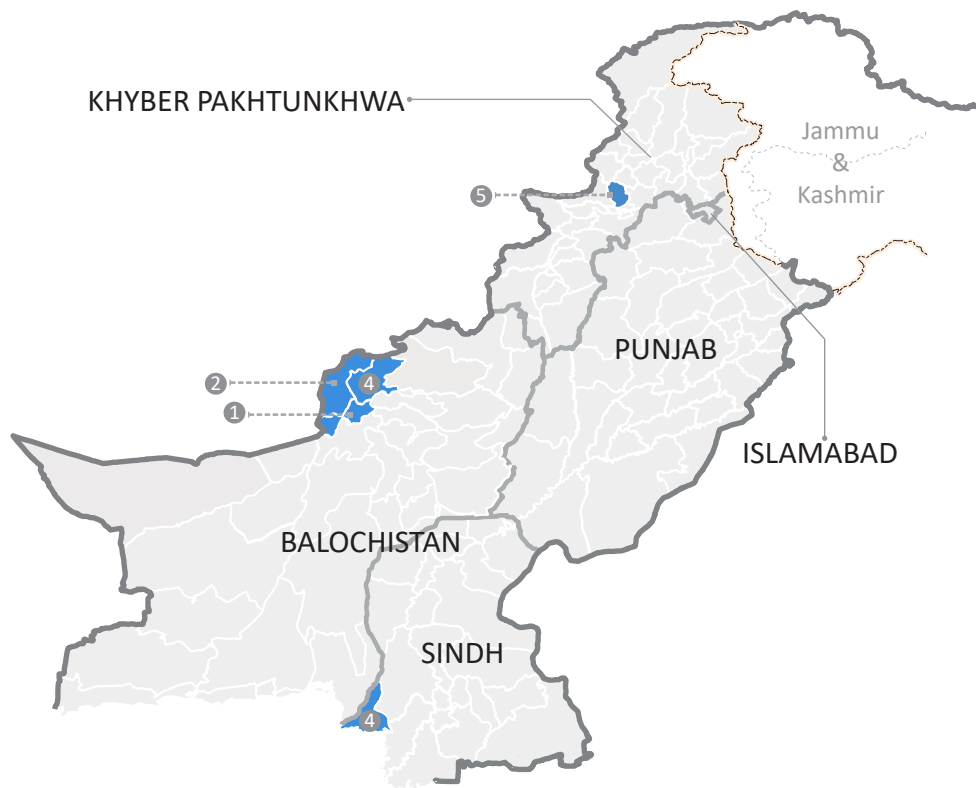 KHYBER PAKHTUNKHWA
Jammu
&
Kashmir
5
PUNJAB
2
4
1
ISLAMABAD
BALOCHISTAN
SINDH
4